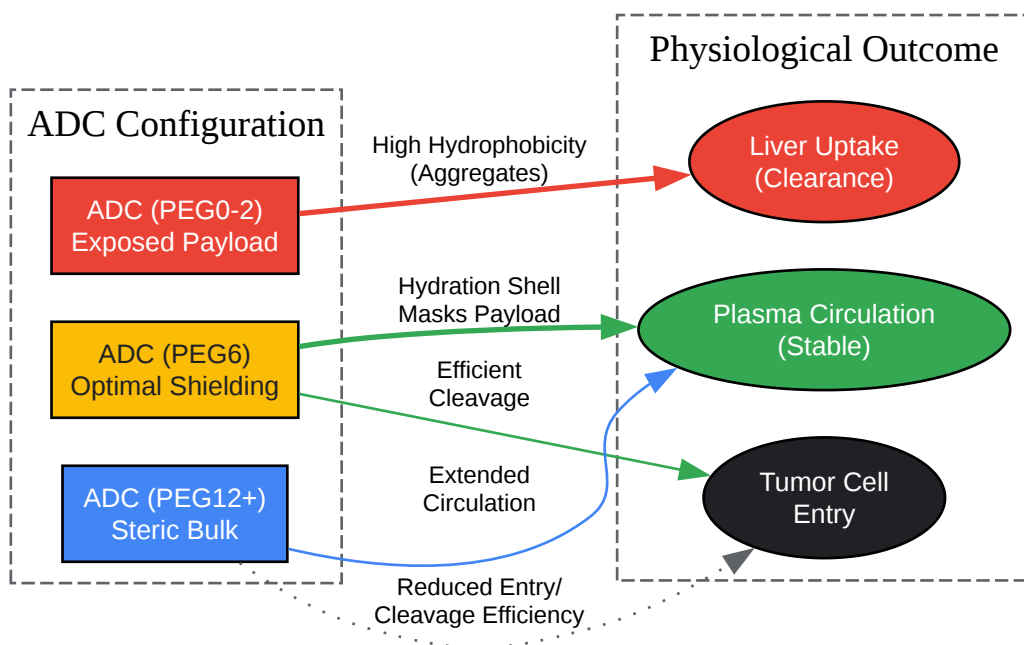 Physiological Outcome
ADC Configuration
High Hydrophobicity
(Aggregates)
Liver Uptake
(Clearance)
ADC (PEG0-2)
Exposed Payload
Hydration Shell
Masks Payload
Plasma Circulation
(Stable)
ADC (PEG6)
Optimal Shielding
Efficient
Cleavage
Extended
Circulation
Tumor Cell
Entry
ADC (PEG12+)
Steric Bulk
Reduced Entry/
Cleavage Efficiency